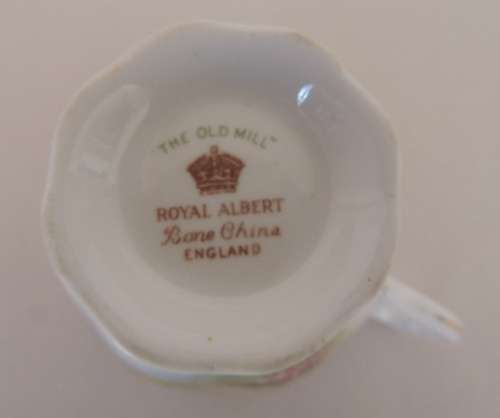 "THE OLD MILL"
ROYAL ALBERT
Bone China
ENGLAND